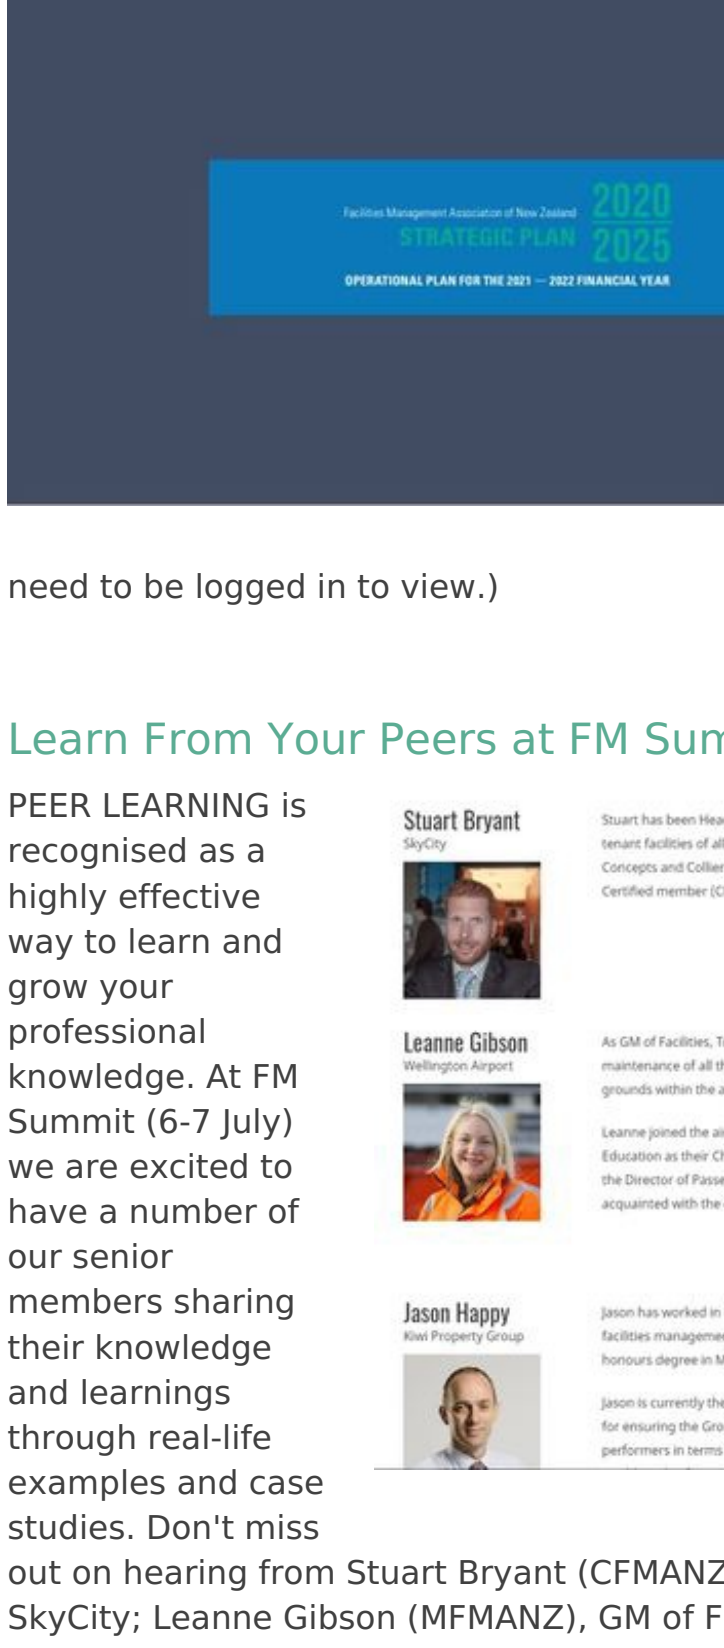 Facilities Management Association of New Zealand
STRATEGIC PLAN
2020
2025
OPERATIONAL PLAN FOR THE 2021 — 2022 FINANCIAL YEAR
need to be logged in to view.)
Learn From Your Peers at FM Sum
PEER LEARNING is
recognised as a
highly effective
way to learn and
grow your
professional
knowledge. At FM
Summit (6-7 July)
we are excited to
have a number of
our senior
members sharing
their knowledge
and learnings
through real-life
examples and case
studies. Don't miss
out on hearing from Stuart Bryant (CFMANZ
SkyCity; Leanne Gibson (MFMANZ), GM of F
Stuart Bryant
SkyCity
Stuart has been Hea
tenant facilities of al
Concepts and Collier
Certified member (C
Leanne Gibson
Wellington Airport
As GM of Facilities, T
maintenance of all th
grounds within the a
Leanne joined the air
Education as their Ch
the Director of Passe
acquainted with the
Jason Happy
Kiwi Property Group
Jason has worked in
facilities manageme
honours degree in M
Jason is currently the
for ensuring the Gro
performers in terms